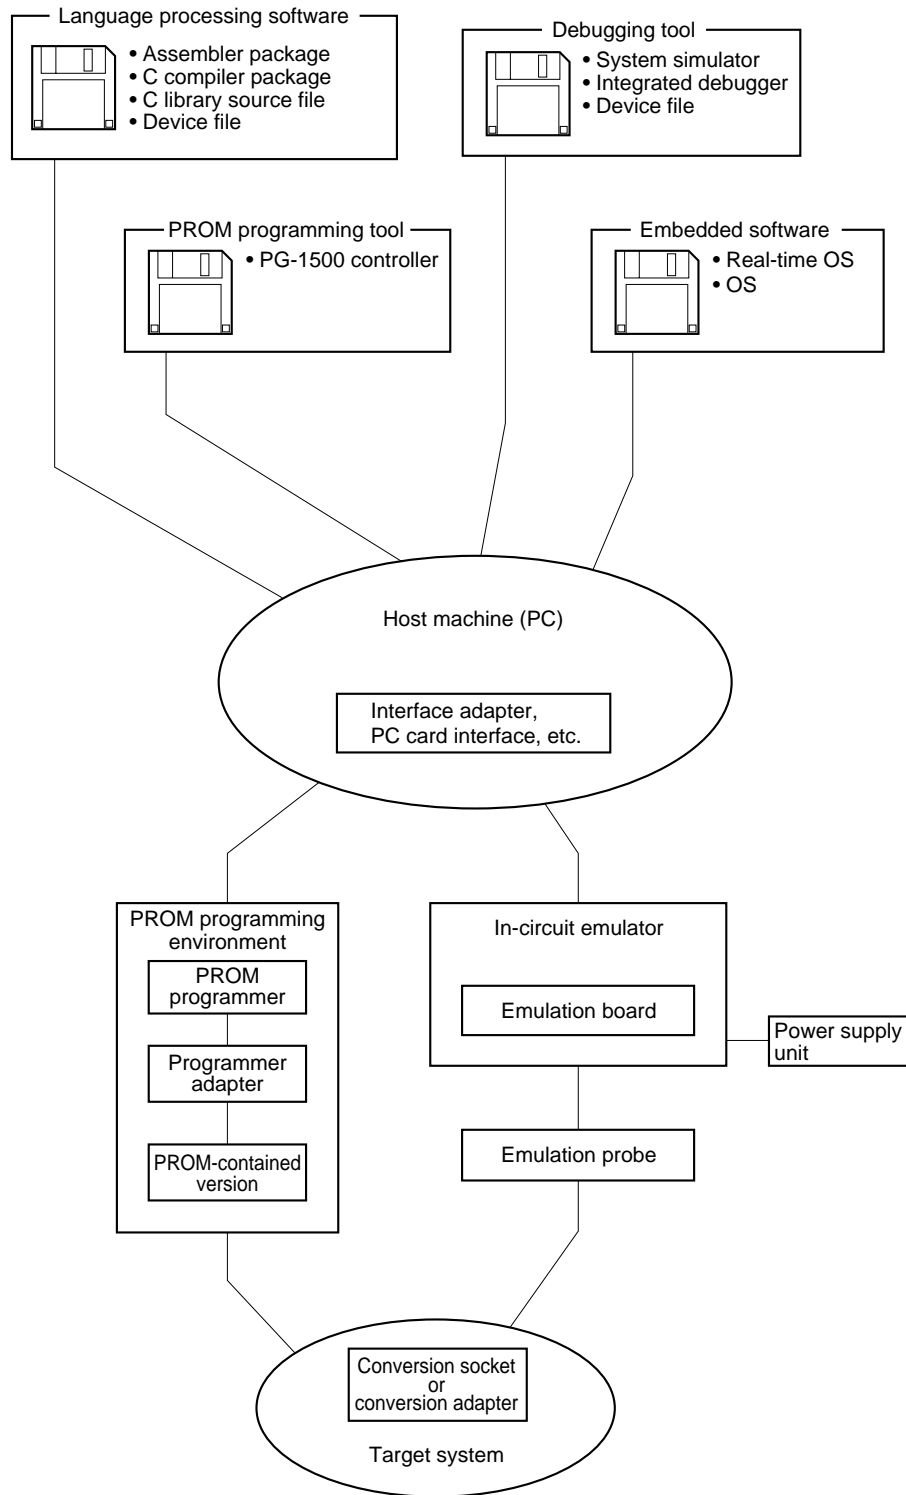 Language processing software
• Assembler package
• C compiler package
• C library source file
• Device file
Debugging tool
• System simulator
• Integrated debugger
• Device file
PROM programming tool
• PG-1500 controller
Embedded software
• Real-time OS
• OS
Host machine (PC)
Interface adapter,
PC card interface, etc.
PROM programming
environment
PROM
programmer
Programmer
adapter
PROM-contained
version
In-circuit emulator
Emulation board
Power supply
unit
Emulation probe
Conversion socket
or
conversion adapter
Target system